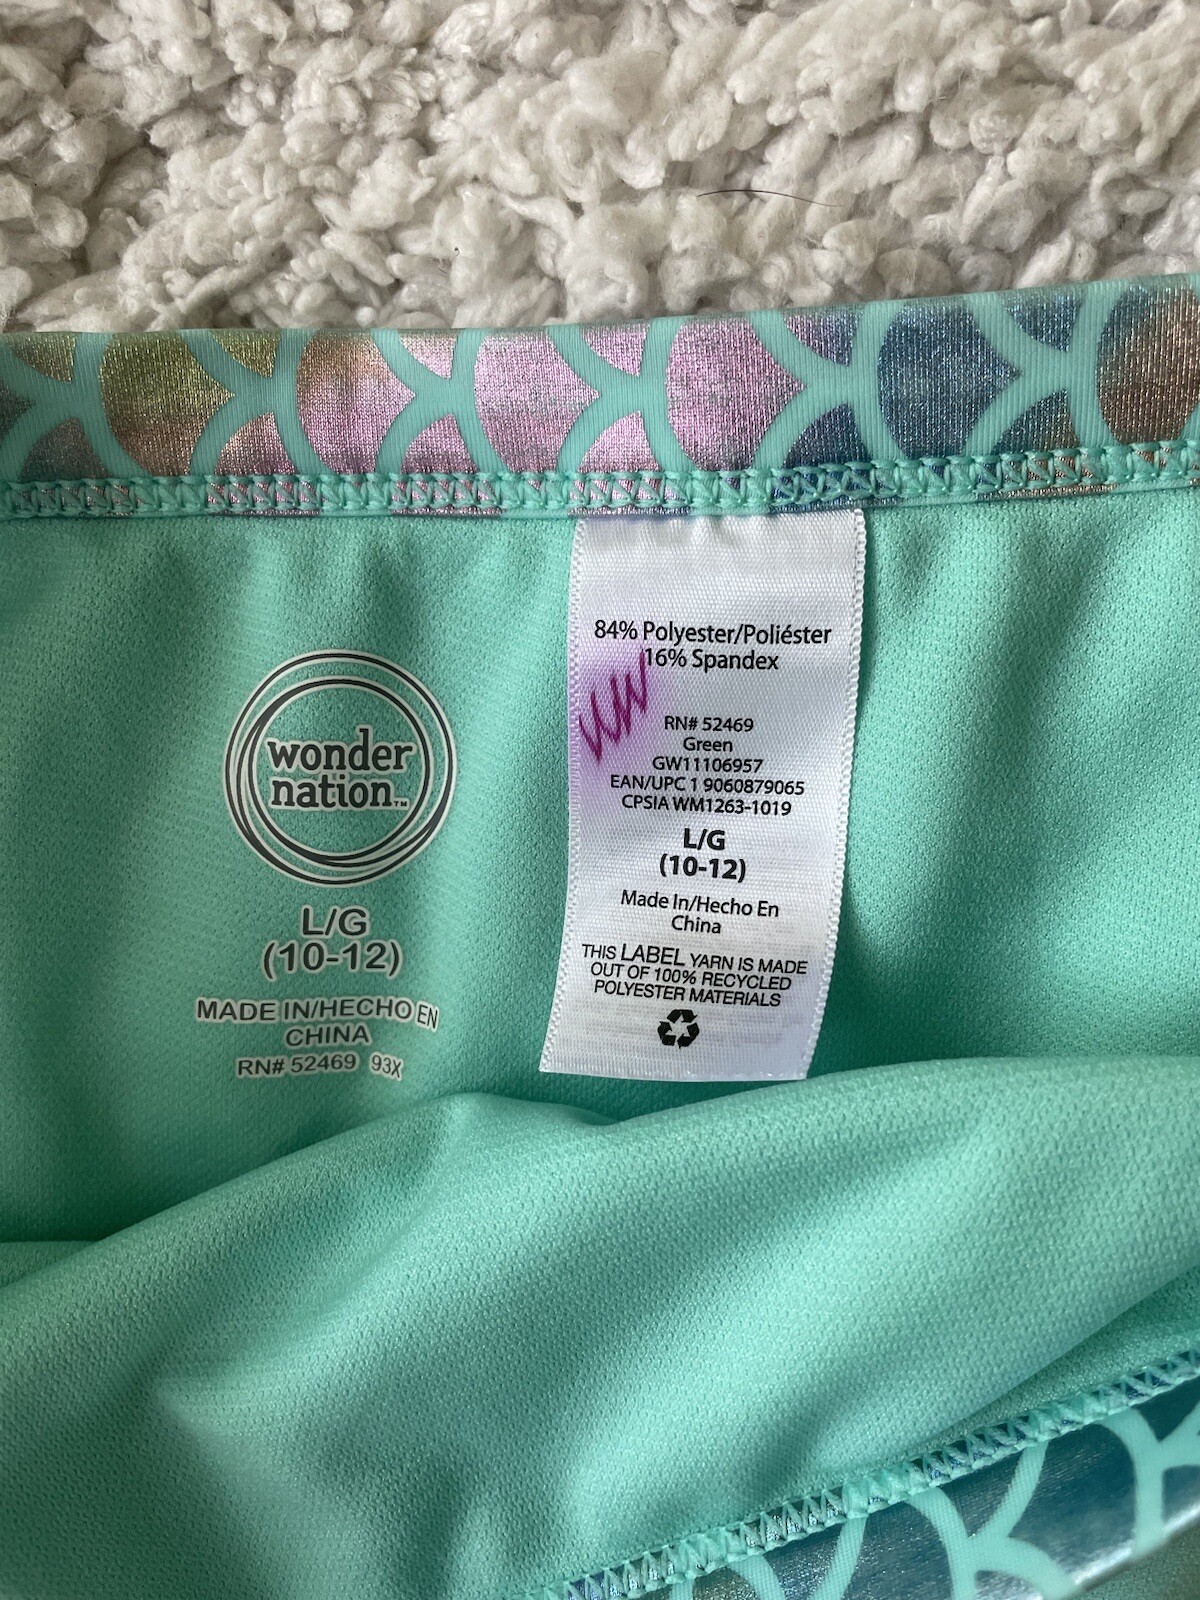 wonder
nation™
L/G
(10-12)
MADE IN/HECHO EN
CHINA
RN# 52469 93X
84% Polyester/Poliéster
16% Spandex
WW
RN# 52469
Green
GW11106957
EAN/UPC 1 9060879065
CPSIA WM1263-1019
L/G
(10-12)
Made In/Hecho En
China
THIS LABEL YARN IS MADE
OUT OF 100% RECYCLED
POLYESTER MATERIALS